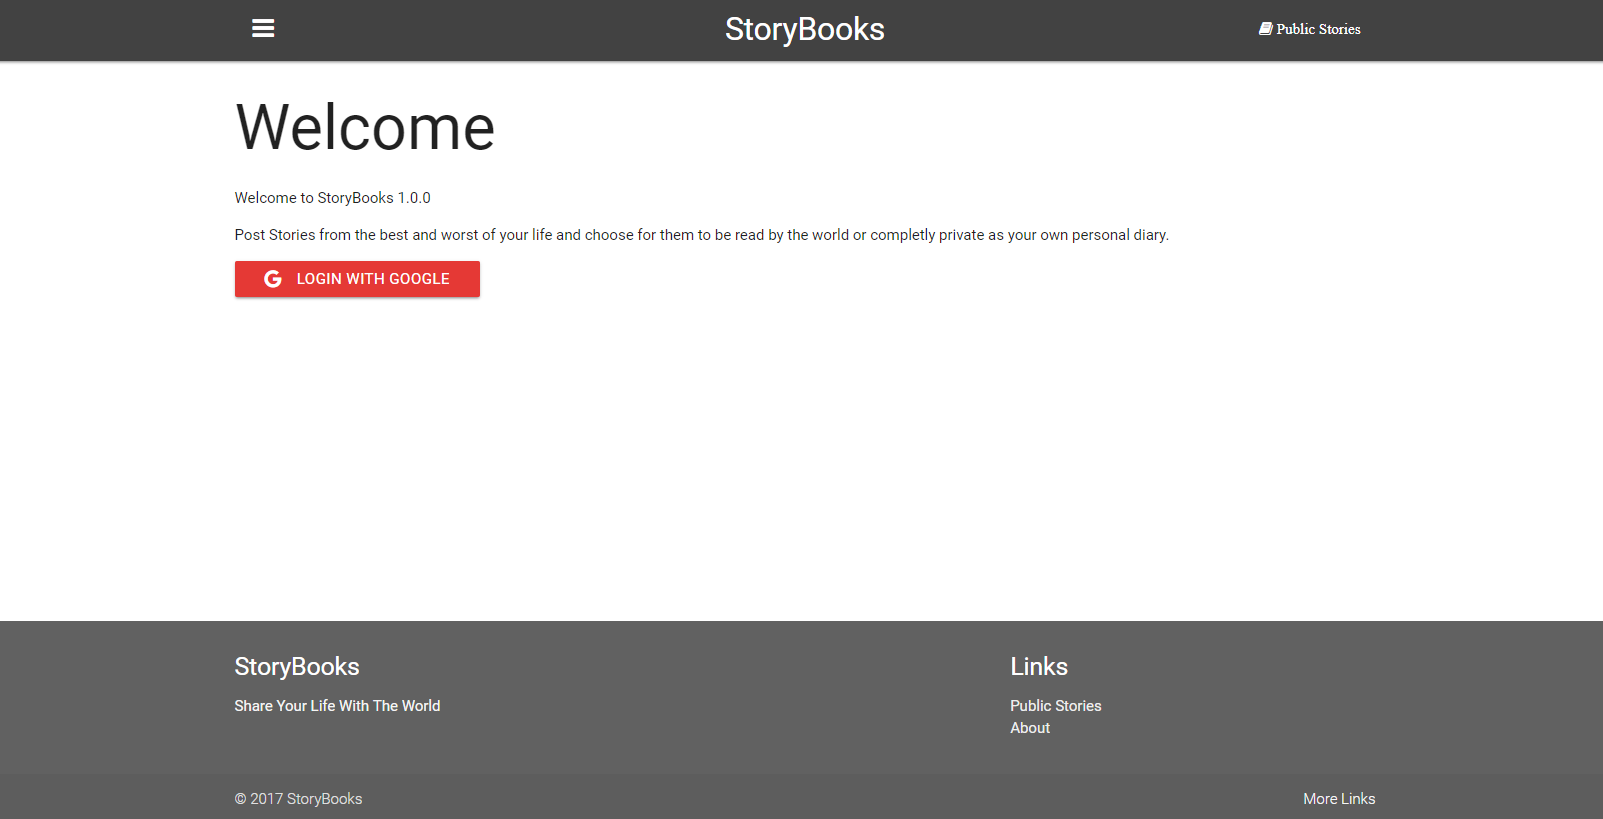 StoryBooks
Public Stories
Welcome
Welcome to StoryBooks 1.0.0
Post Stories from the best and worst of your life and choose for them to be read by the world or completly private as your own personal diary.
LOGIN WITH GOOGLE
StoryBooks
Share Your Life With The World
Links
Public Stories
About
© 2017 StoryBooks
More Links